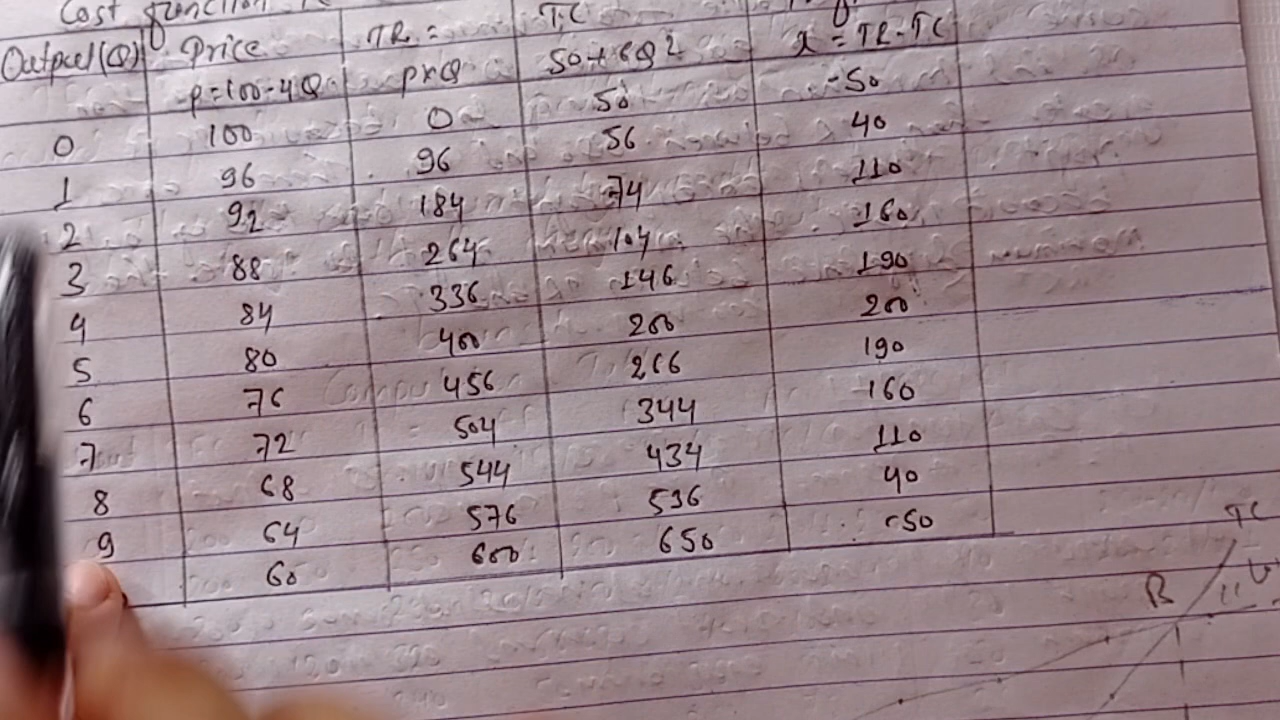 Cost function
Output(Q) Price TR = TC
P=100-4Q P×Q 50+6Q² π = TR-TC
0 100 0 50 -50
1 96 96 56 40
2 92 184 74 110
3 88 264 104 160
4 84 336 146 190
5 80 400 200 200
6 76 456 266 190
7 72 504 344 160
8 68 544 434 110
9 64 576 536 40
60 600 650 -50
TC
B